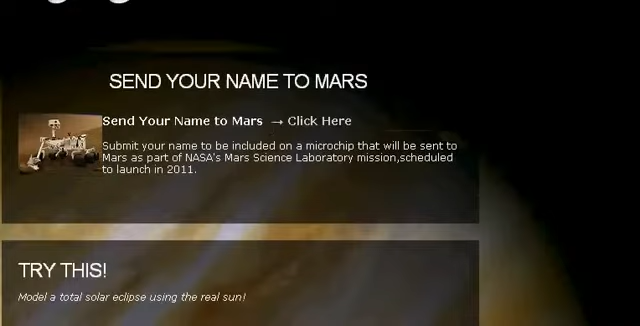 SEND YOUR NAME TO MARS
Send Your Name to Mars → Click Here
Submit your name to be included on a microchip that will be sent to
Mars as part of NASA's Mars Science Laboratory mission,scheduled
to launch in 2011.
TRY THIS!
Model a total solar eclipse using the real sun!